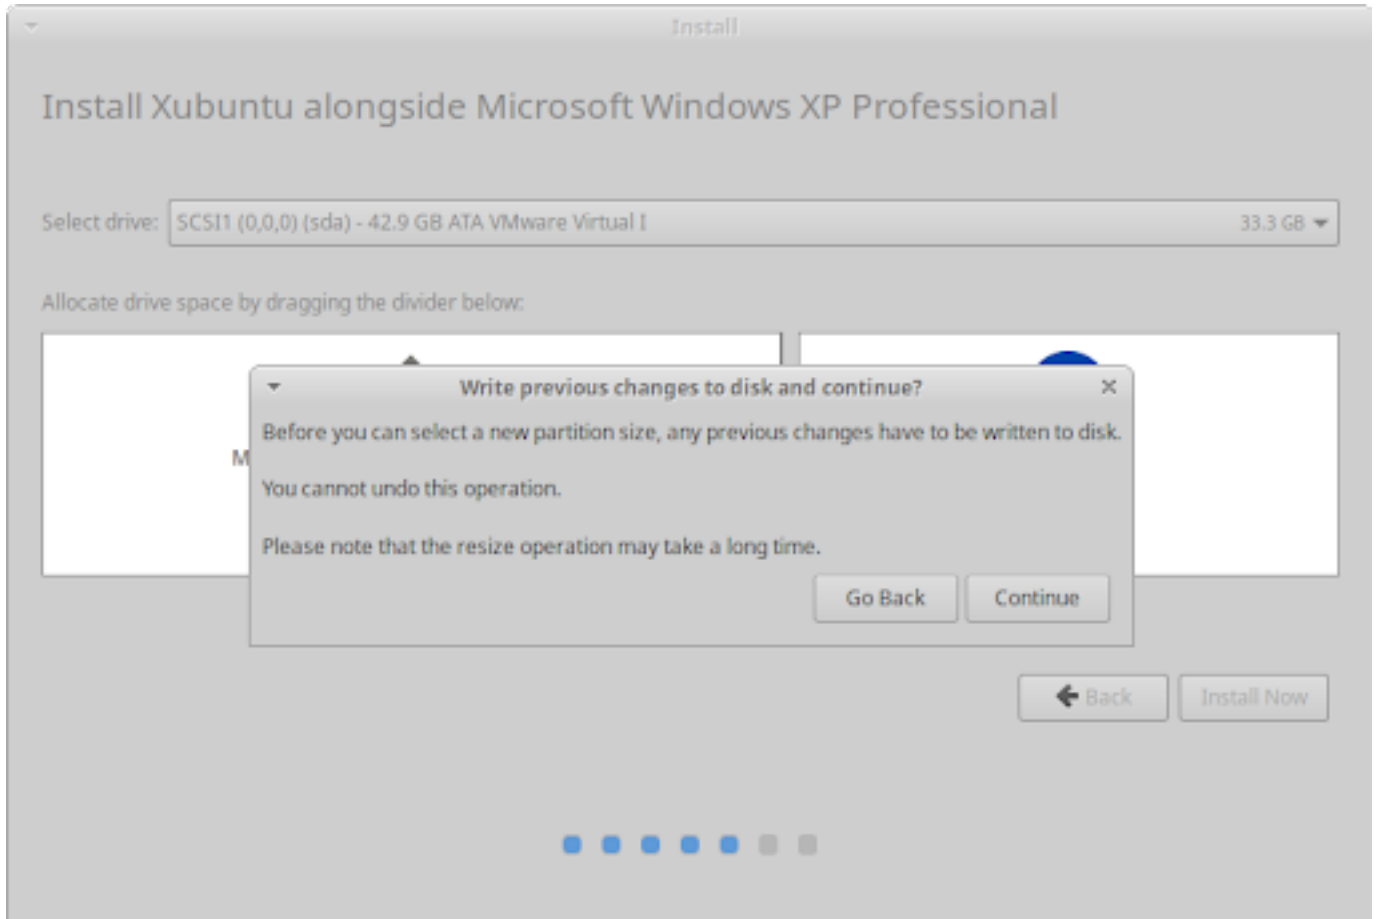 Install
Install Xubuntu alongside Microsoft Windows XP Professional
Select drive: SCSI1 (0,0,0) (sda) - 42.9 GB ATA VMware Virtual I 33.3 GB
Allocate drive space by dragging the divider below:
Write previous changes to disk and continue?
Before you can select a new partition size, any previous changes have to be written to disk.
M
You cannot undo this operation.
Please note that the resize operation may take a long time.
Go Back Continue
Back Install Now